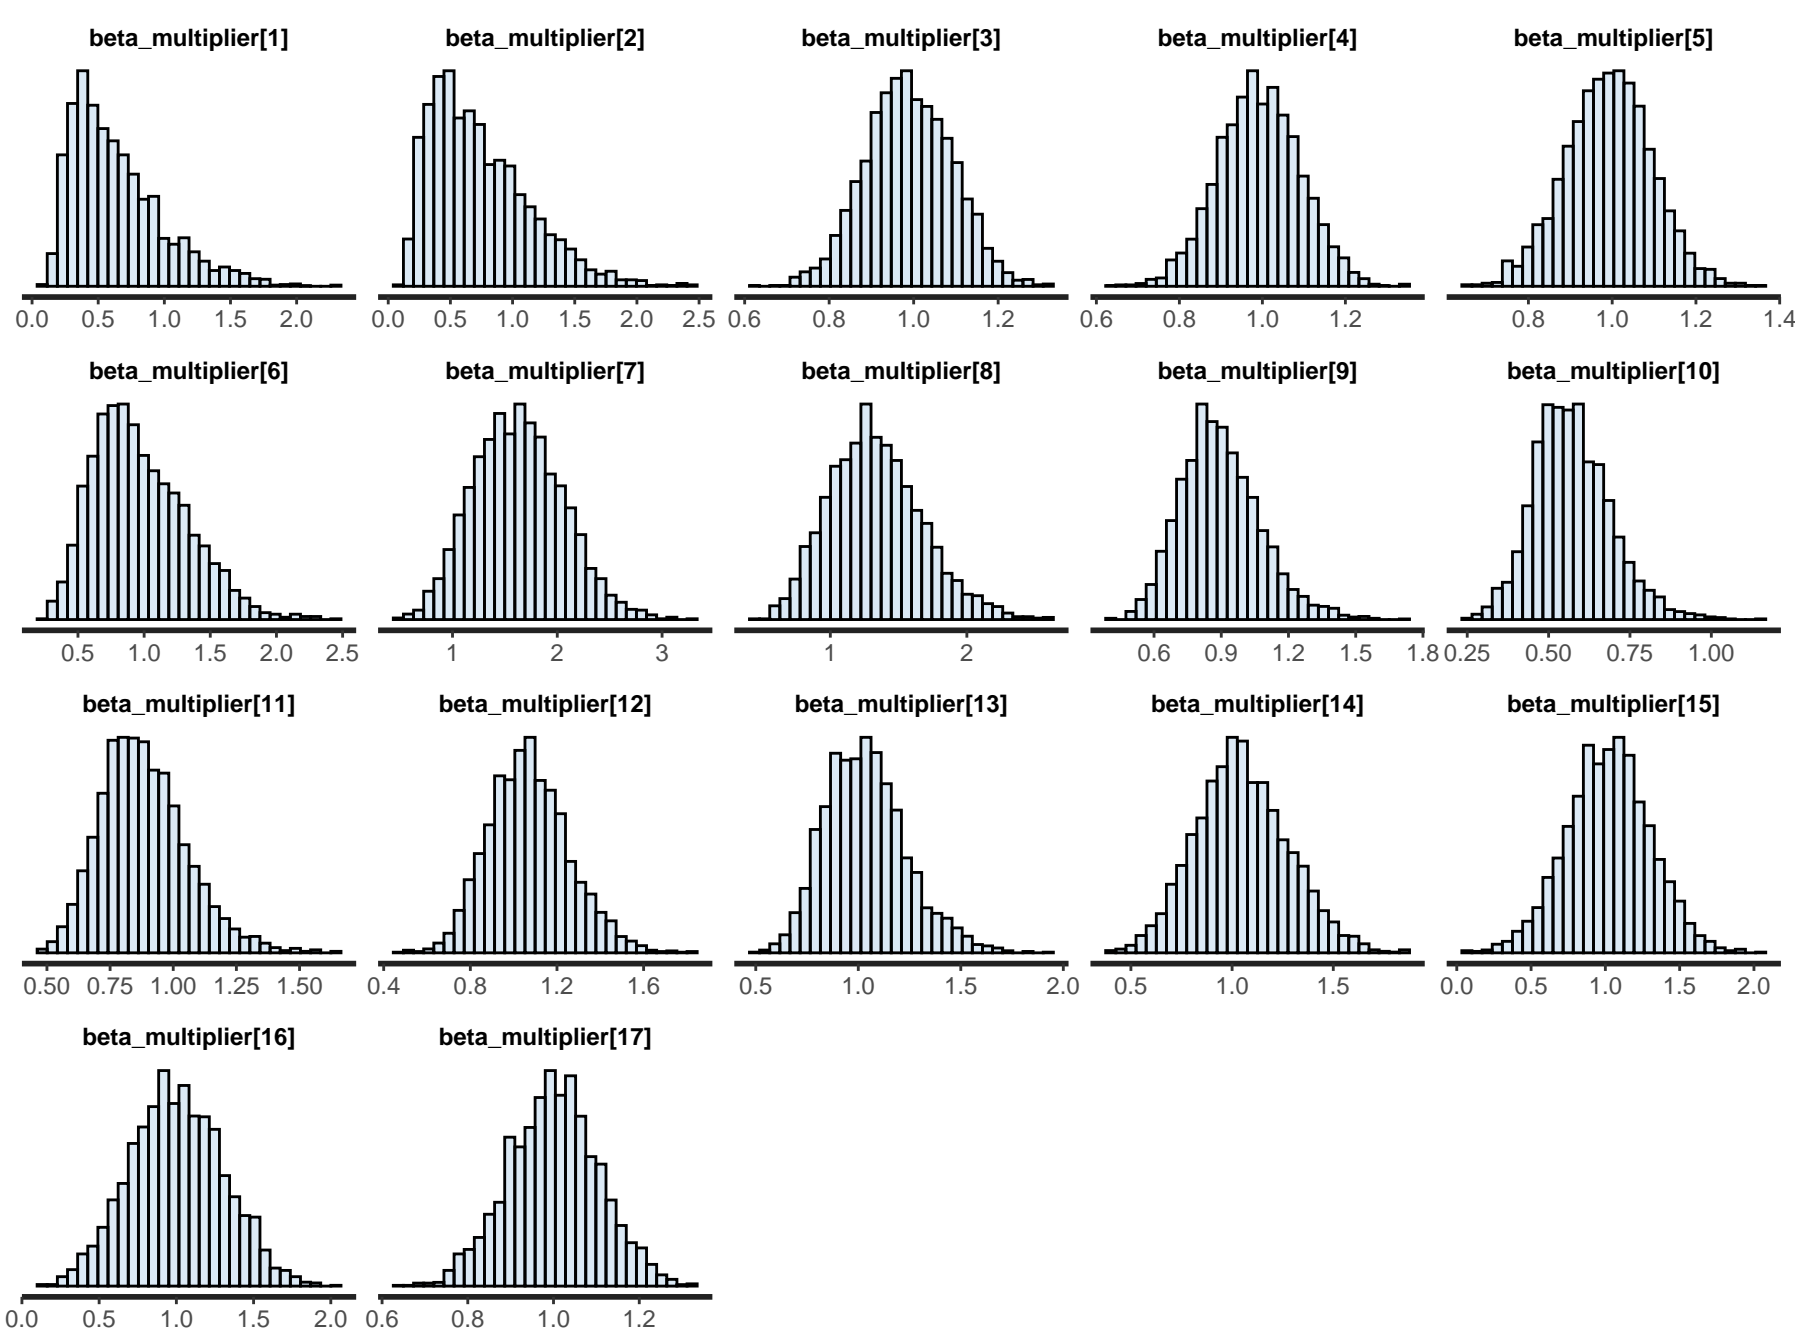 beta_multiplier[1] beta_multiplier[2] beta_multiplier[3] beta_multiplier[4] beta_multiplier[5]
0.0 0.5 1.0 1.5 2.0 0.0 0.5 1.0 1.5 2.0 2.5 0.6 0.8 1.0 1.2 0.6 0.8 1.0 1.2 0.8 1.0 1.2 1.4
beta_multiplier[6] beta_multiplier[7] beta_multiplier[8] beta_multiplier[9] beta_multiplier[10]
0.5 1.0 1.5 2.0 2.5 1 2 3 1 2 0.6 0.9 1.2 1.5 1.8 0.25 0.50 0.75 1.00
beta_multiplier[11] beta_multiplier[12] beta_multiplier[13] beta_multiplier[14] beta_multiplier[15]
0.50 0.75 1.00 1.25 1.50 0.4 0.8 1.2 1.6 0.5 1.0 1.5 2.0 0.5 1.0 1.5 0.0 0.5 1.0 1.5 2.0
beta_multiplier[16] beta_multiplier[17]
0.0 0.5 1.0 1.5 2.0 0.6 0.8 1.0 1.2